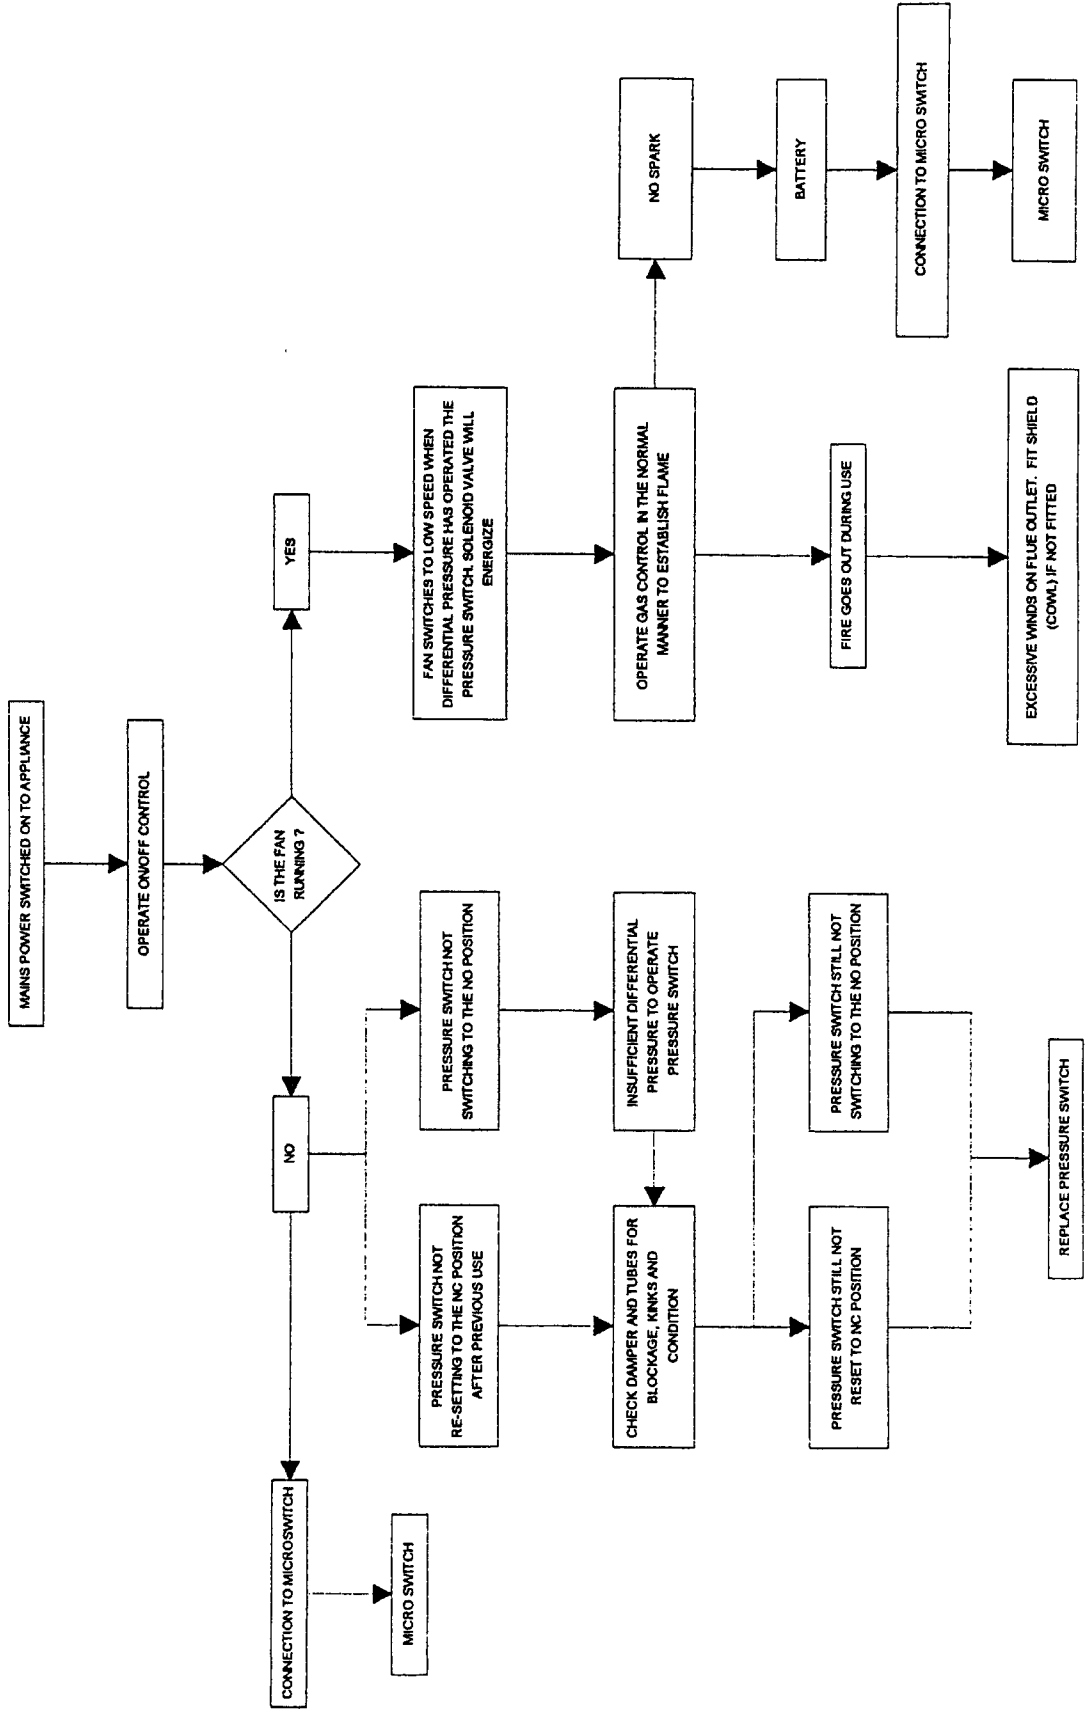 MAINS POWER SWITCHED ON TO APPLIANCE
OPERATE ON/OFF CONTROL
IS THE FAN
RUNNING ?
YES
NO
CONNECTION TO MICROSWITCH
MICRO SWITCH
PRESSURE SWITCH NOT
RE-SETTING TO THE NC POSITION
AFTER PREVIOUS USE
PRESSURE SWITCH NOT
SWITCHING TO THE NO POSITION
FAN SWITCHES TO LOW SPEED WHEN
DIFFERENTIAL PRESSURE HAS OPERATED THE
PRESSURE SWITCH. SOLENOID VALVE WILL
ENERGIZE
CHECK DAMPER AND TUBES FOR
BLOCKAGE, KINKS AND
CONDITION
INSUFFICIENT DIFFERENTIAL
PRESSURE TO OPERATE
PRESSURE SWITCH
OPERATE GAS CONTROL IN THE NORMAL
MANNER TO ESTABLISH FLAME
NO SPARK
BATTERY
CONNECTION TO MICRO SWITCH
MICRO SWITCH
PRESSURE SWITCH STILL NOT
RESET TO NC POSITION
PRESSURE SWITCH STILL NOT
SWITCHING TO THE NO POSITION
FIRE GOES OUT DURING USE
REPLACE PRESSURE SWITCH
EXCESSIVE WINDS ON FLUE OUTLET. FIT SHIELD
(COWL) IF NOT FITTED